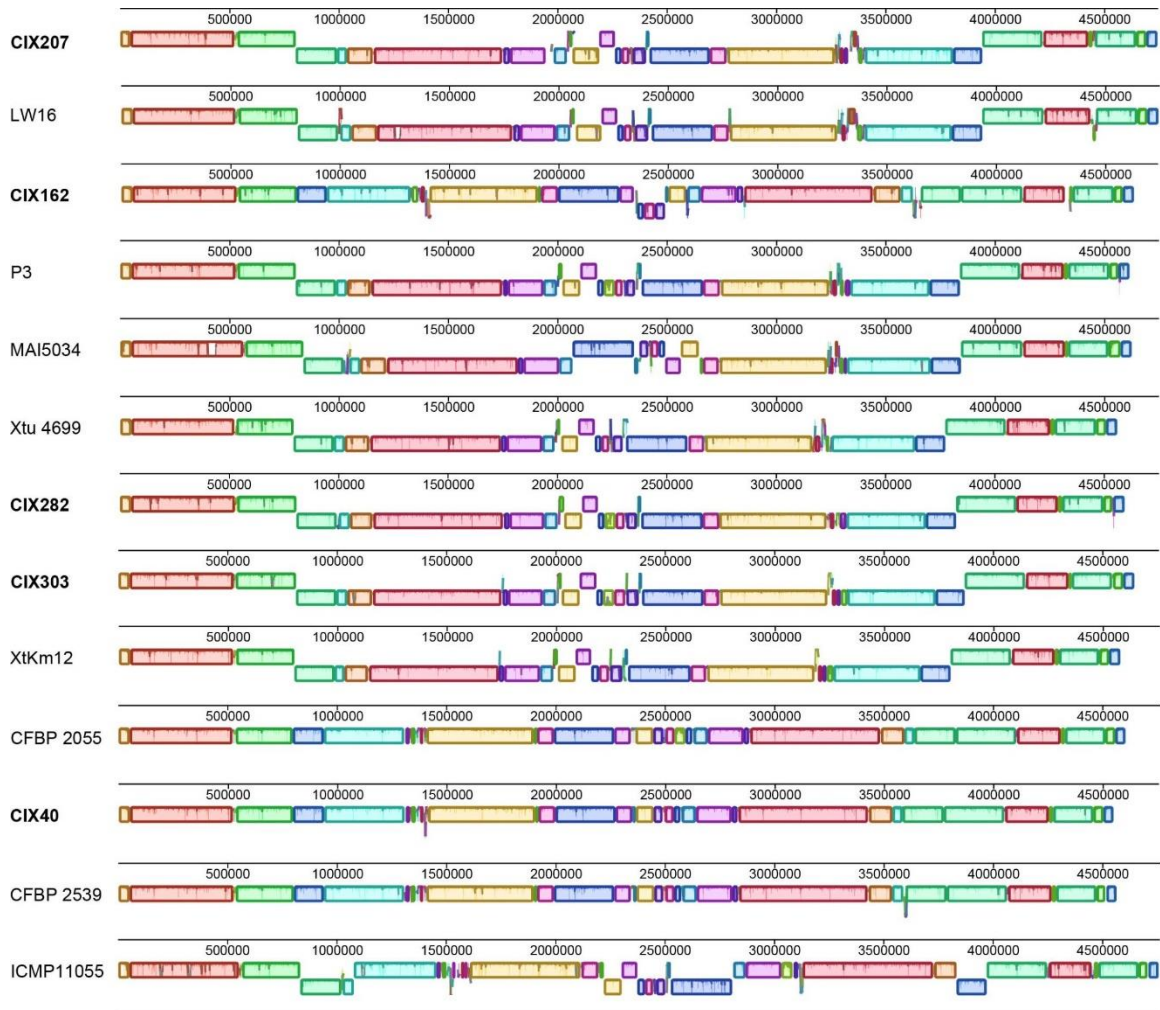 500000 1000000 1500000 2000000 2500000 3000000 3500000 4000000 4500000
CIX207
500000 1000000 1500000 2000000 2500000 3000000 3500000 4000000 4500000
LW16
500000 1000000 1500000 2000000 2500000 3000000 3500000 4000000 4500000
CIX162
500000 1000000 1500000 2000000 2500000 3000000 3500000 4000000 4500000
P3
500000 1000000 1500000 2000000 2500000 3000000 3500000 4000000 4500000
MAI5034
500000 1000000 1500000 2000000 2500000 3000000 3500000 4000000 4500000
Xtu 4699
500000 1000000 1500000 2000000 2500000 3000000 3500000 4000000 4500000
CIX282
500000 1000000 1500000 2000000 2500000 3000000 3500000 4000000 4500000
CIX303
500000 1000000 1500000 2000000 2500000 3000000 3500000 4000000 4500000
XtKm12
500000 1000000 1500000 2000000 2500000 3000000 3500000 4000000 4500000
CFBP 2055
500000 1000000 1500000 2000000 2500000 3000000 3500000 4000000 4500000
CIX40
500000 1000000 1500000 2000000 2500000 3000000 3500000 4000000 4500000
CFBP 2539
500000 1000000 1500000 2000000 2500000 3000000 3500000 4000000 4500000
ICMP11055